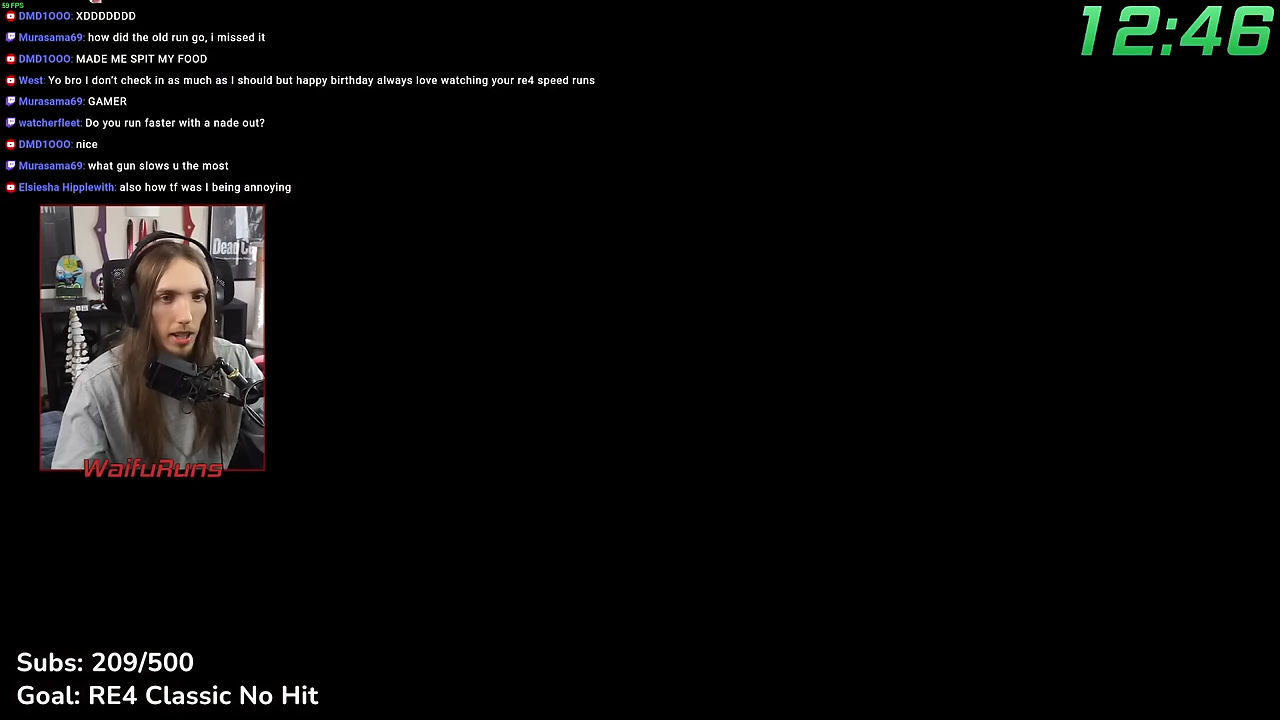 59 FPS
12:46
DMD1OOO: XDDDDDDD
Murasama69: how did the old run go, i missed it
DMD1OOO: MADE ME SPIT MY FOOD
West: Yo bro I don't check in as much as I should but happy birthday always love watching your re4 speed runs
Murasama69: GAMER
watcherfleet: Do you run faster with a nade out?
DMD1OOO: nice
Murasama69: what gun slows u the most
Elsiesha Hipplewith: also how tf was I being annoying
WaifuRuns
Subs: 209/500
Goal: RE4 Classic No Hit